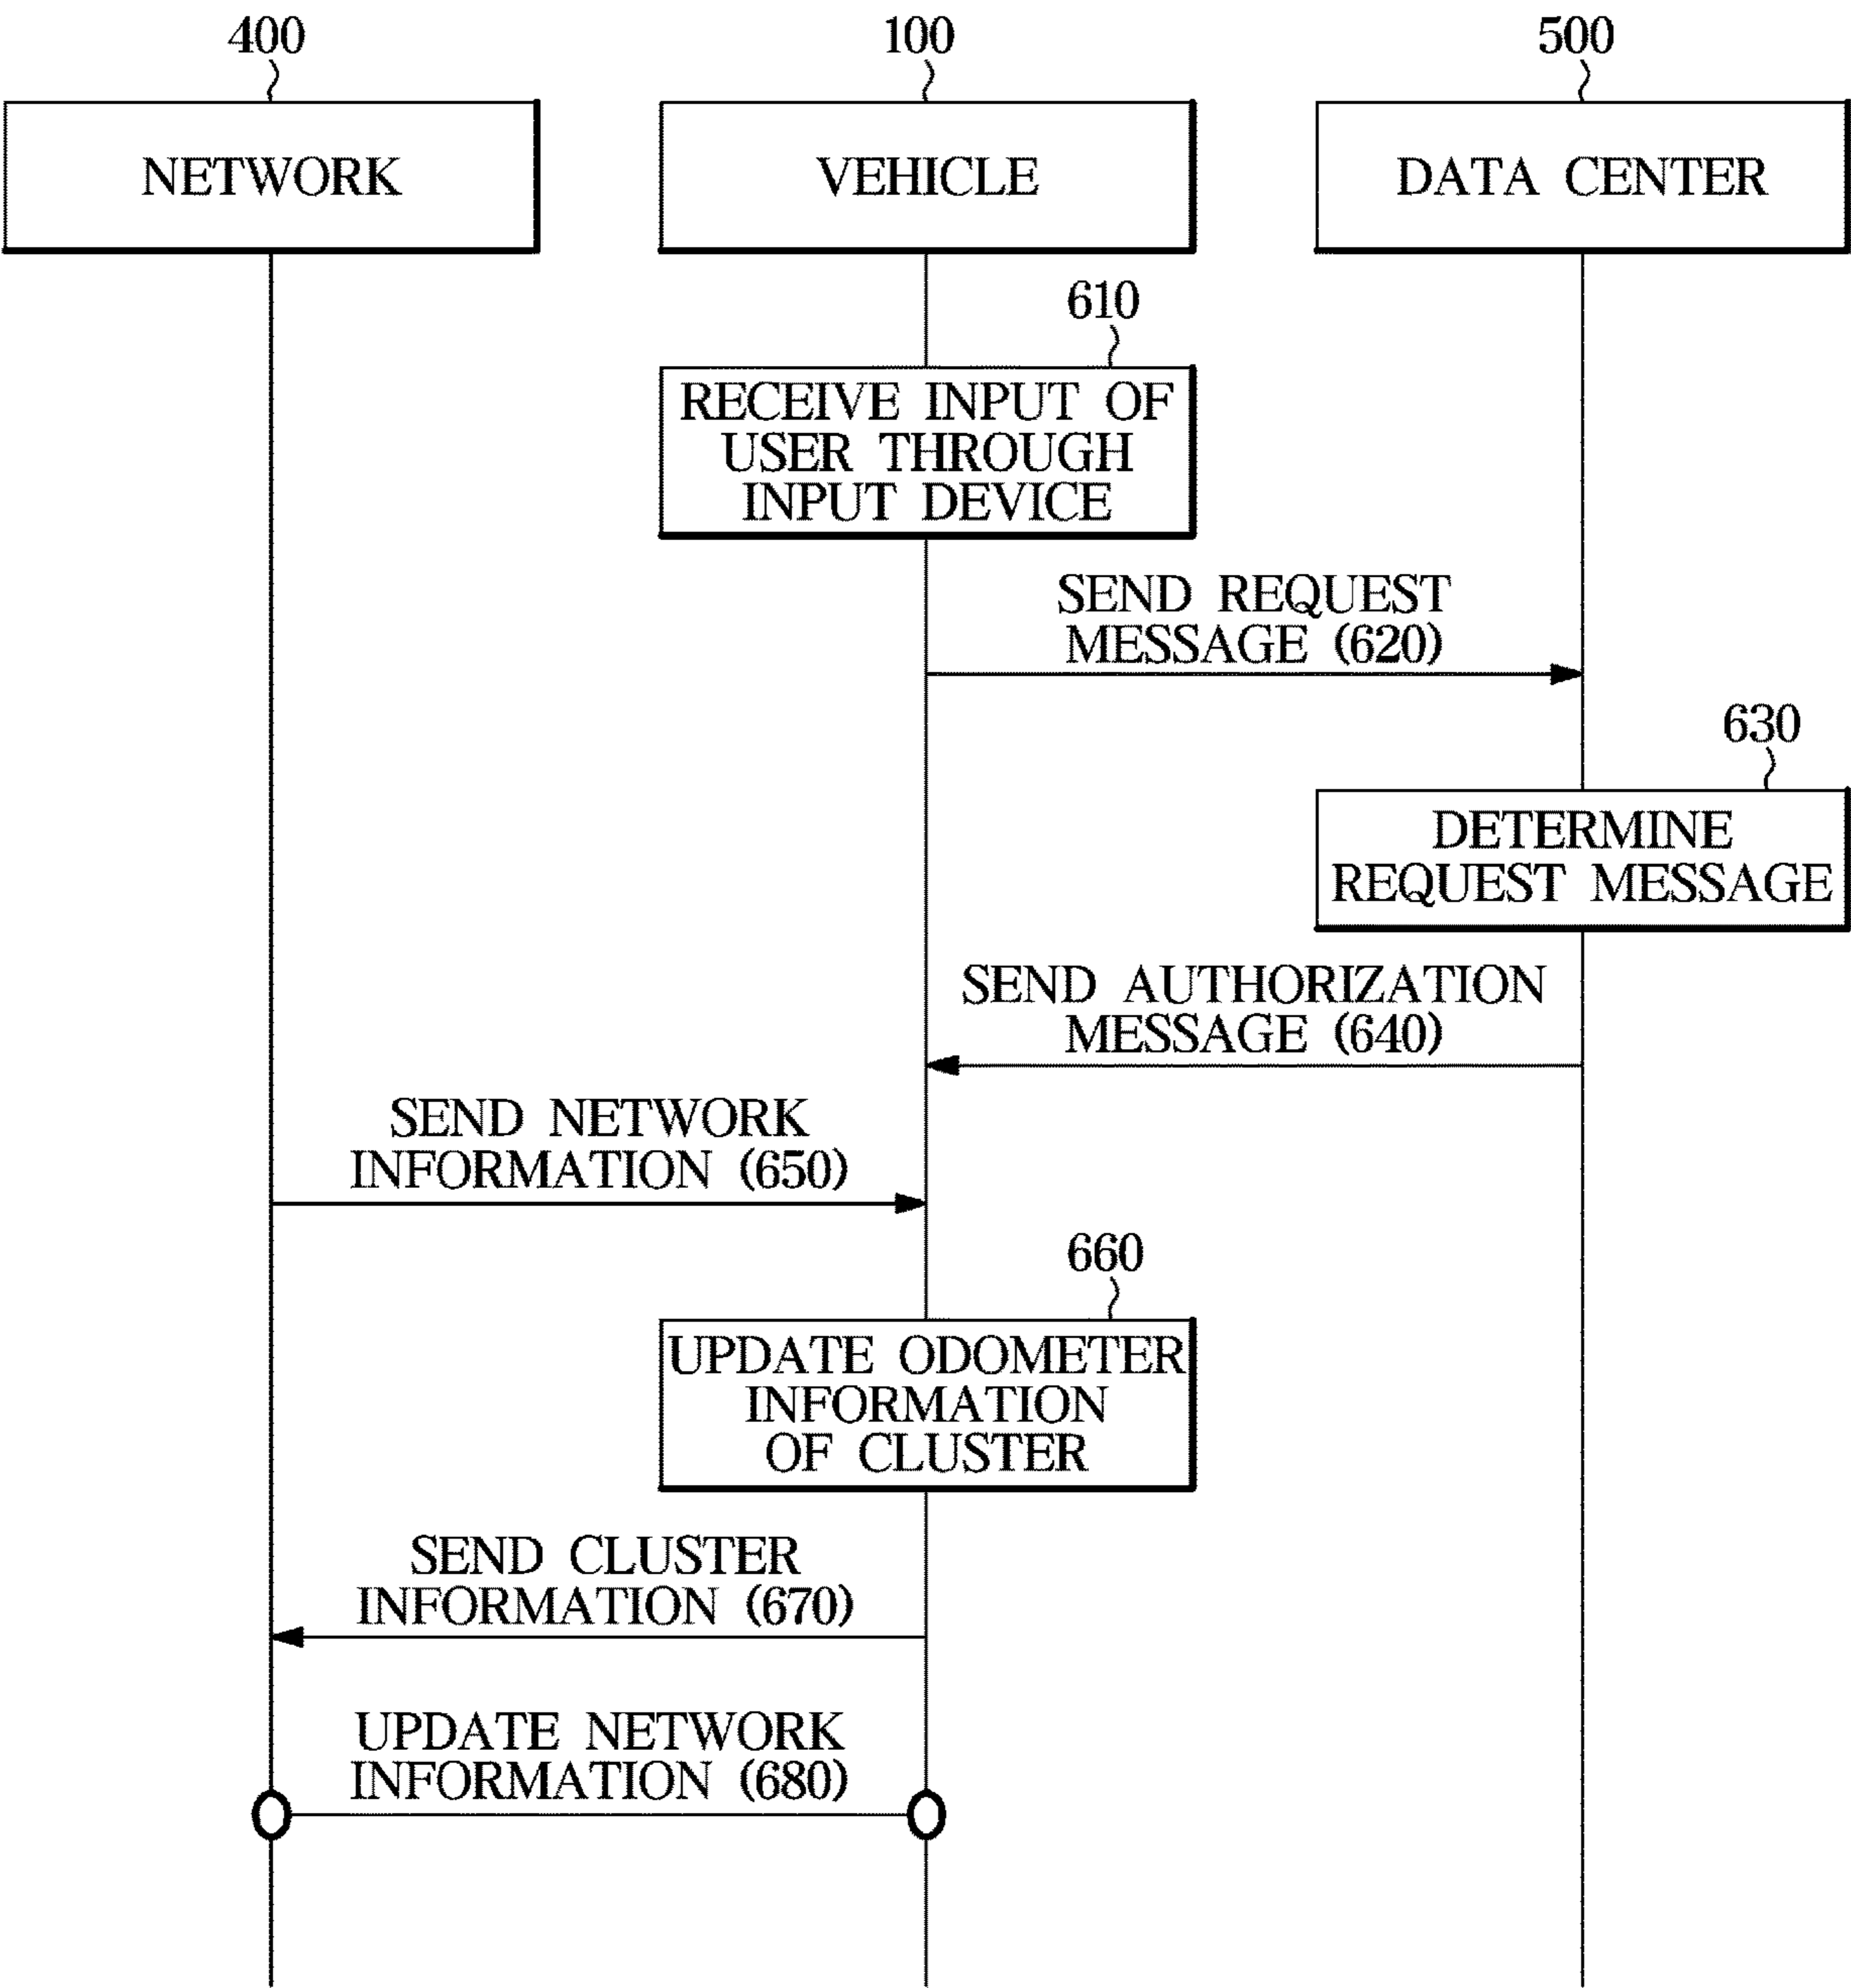 400
100
500
NETWORK
VEHICLE
DATA CENTER
610
RECEIVE INPUT OF
USER THROUGH
INPUT DEVICE
SEND REQUEST
MESSAGE (620)
630
DETERMINE
REQUEST MESSAGE
SEND AUTHORIZATION
MESSAGE (640)
SEND NETWORK
INFORMATION (650)
660
UPDATE ODOMETER
INFORMATION
OF CLUSTER
SEND CLUSTER
INFORMATION (670)
UPDATE NETWORK
INFORMATION (680)